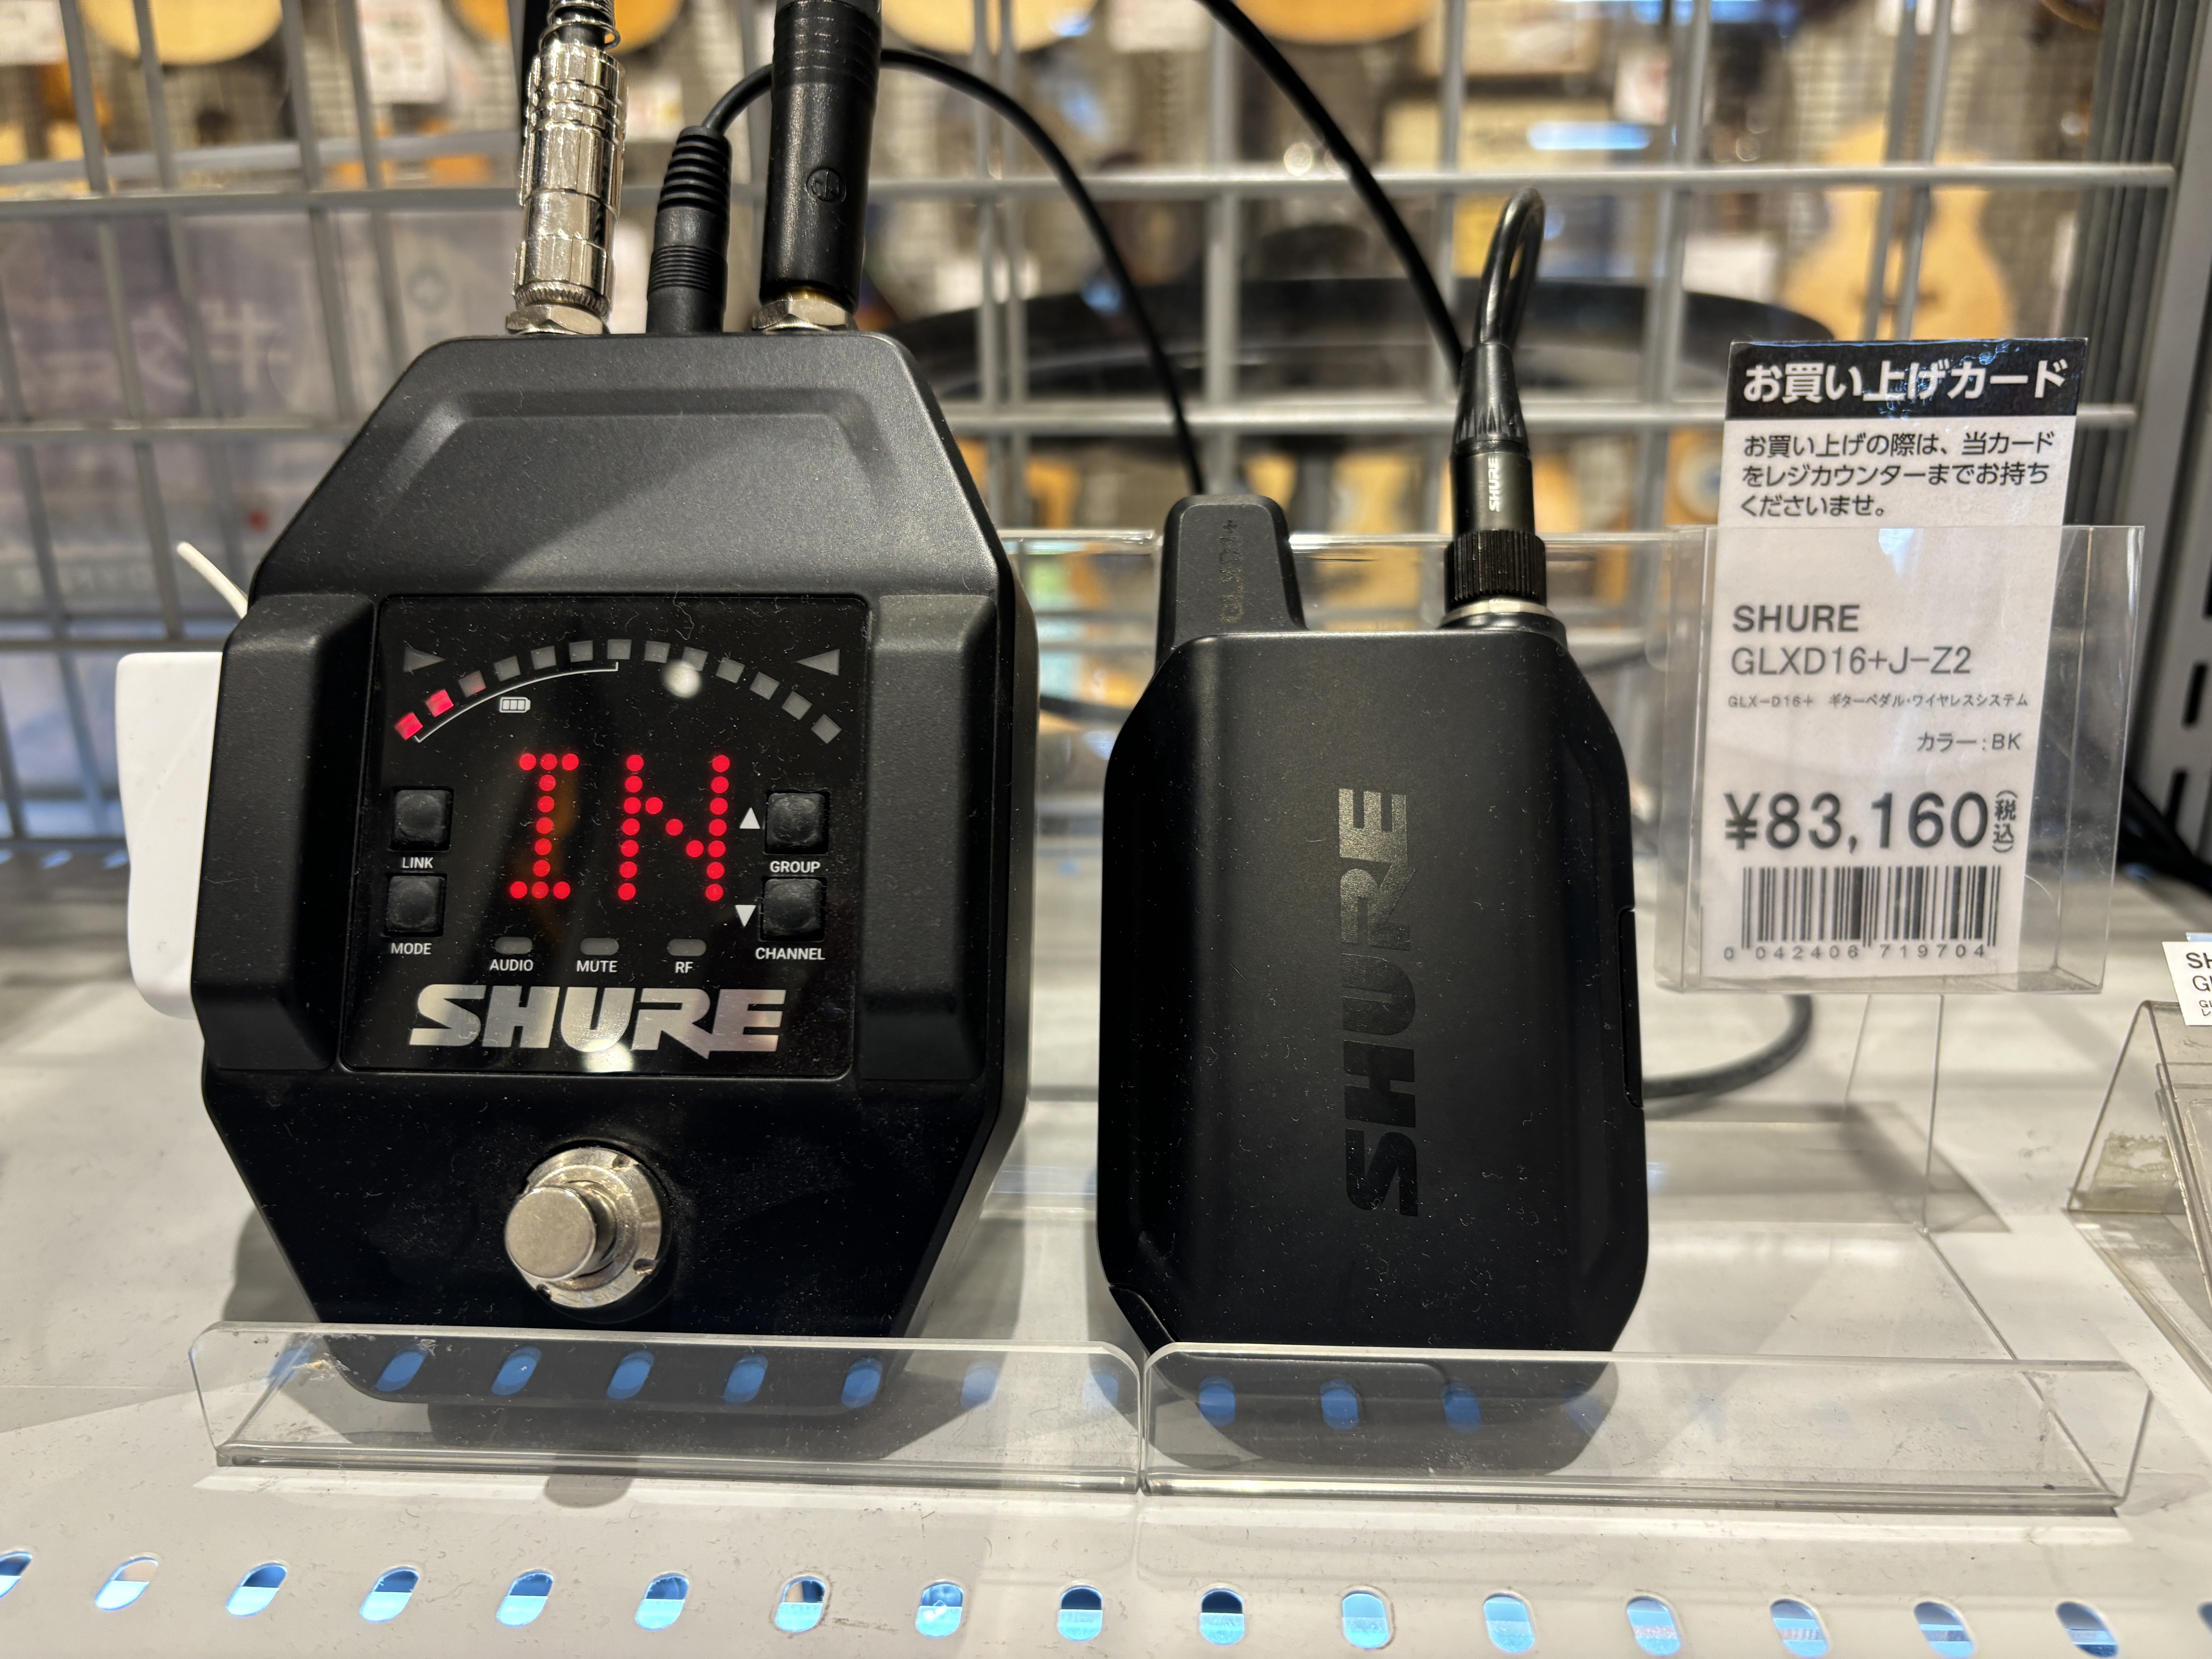 IN
LINK
GROUP
MODE
CHANNEL
AUDIO MUTE RF
SHURE
GLXD1+
SHURE
SHURE
お買い上げカード
お買い上げの際は、当カード
をレジカウンターまでお持ち
くださいませ。
SHURE
GLXD16+J-Z2
GLX-D16+ ギターペダル・ワイヤレスシステム
カラー:BK
¥83,160(税込)
0 042406 719704